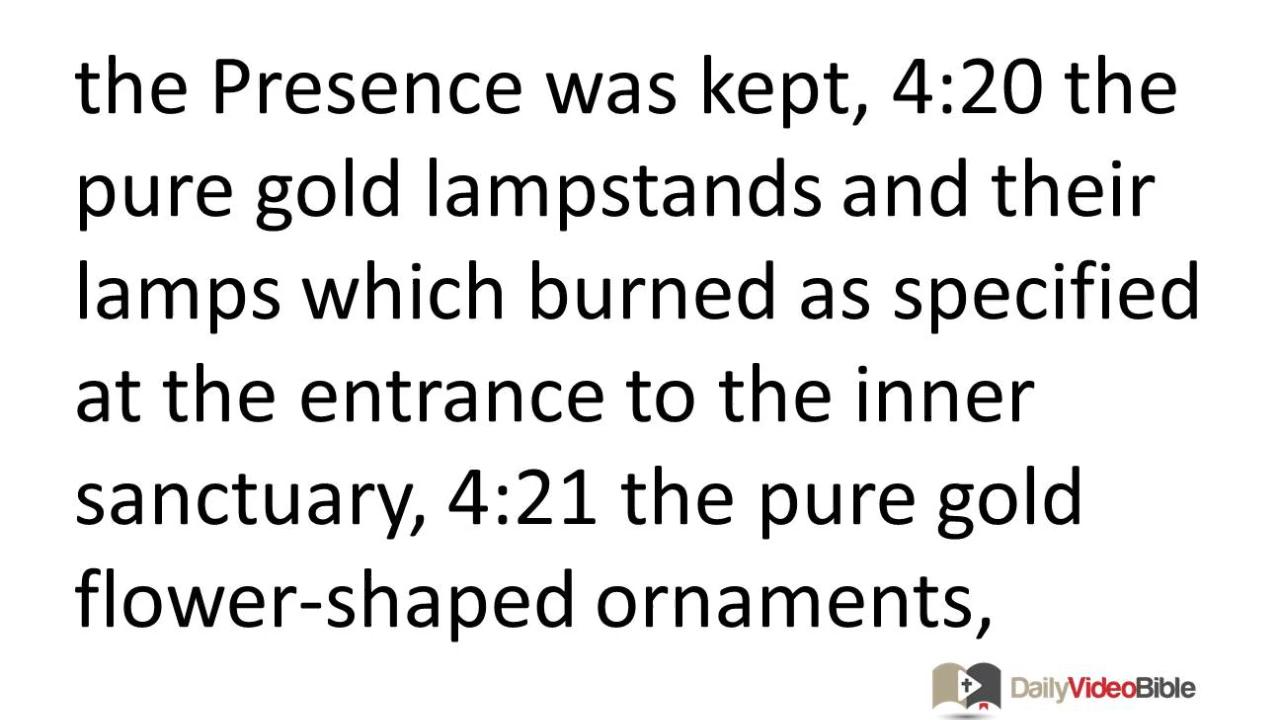 the Presence was kept, 4:20 the
pure gold lampstands and their
lamps which burned as specified
at the entrance to the inner
sanctuary, 4:21 the pure gold
flower-shaped ornaments,
DailyVideoBible